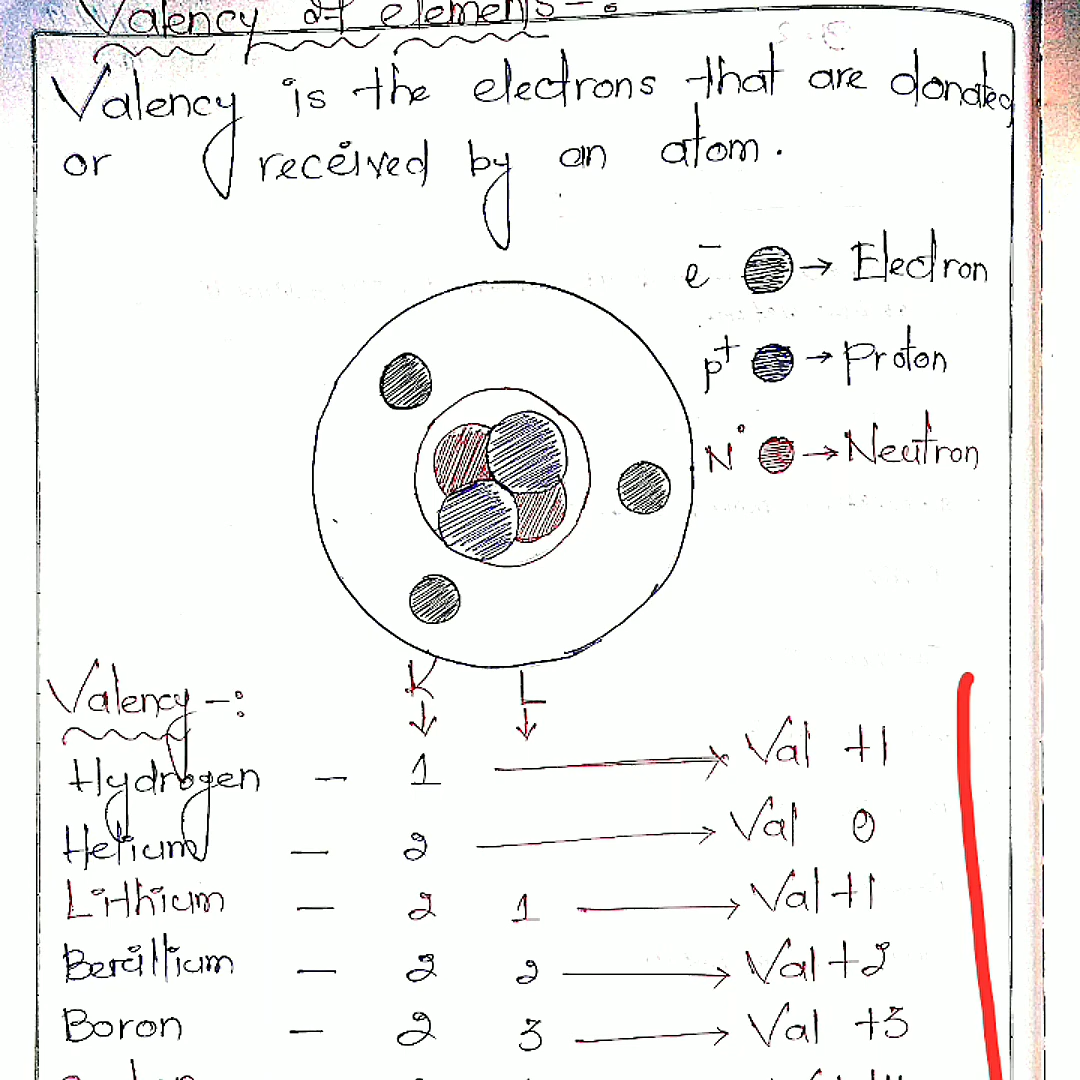 Valency of elements-:
Valency is the electrons that are donated
or received by an atom.
e⁻ → Electron
p⁺ → proton
N° → Neutron
K L
Valency -:
Hydrogen - 1 → Val +1
Helium - 2 → Val 0
Lithium - 2 1 → Val +1
Berillium - 2 2 → Val +2
Boron - 2 3 → Val +3